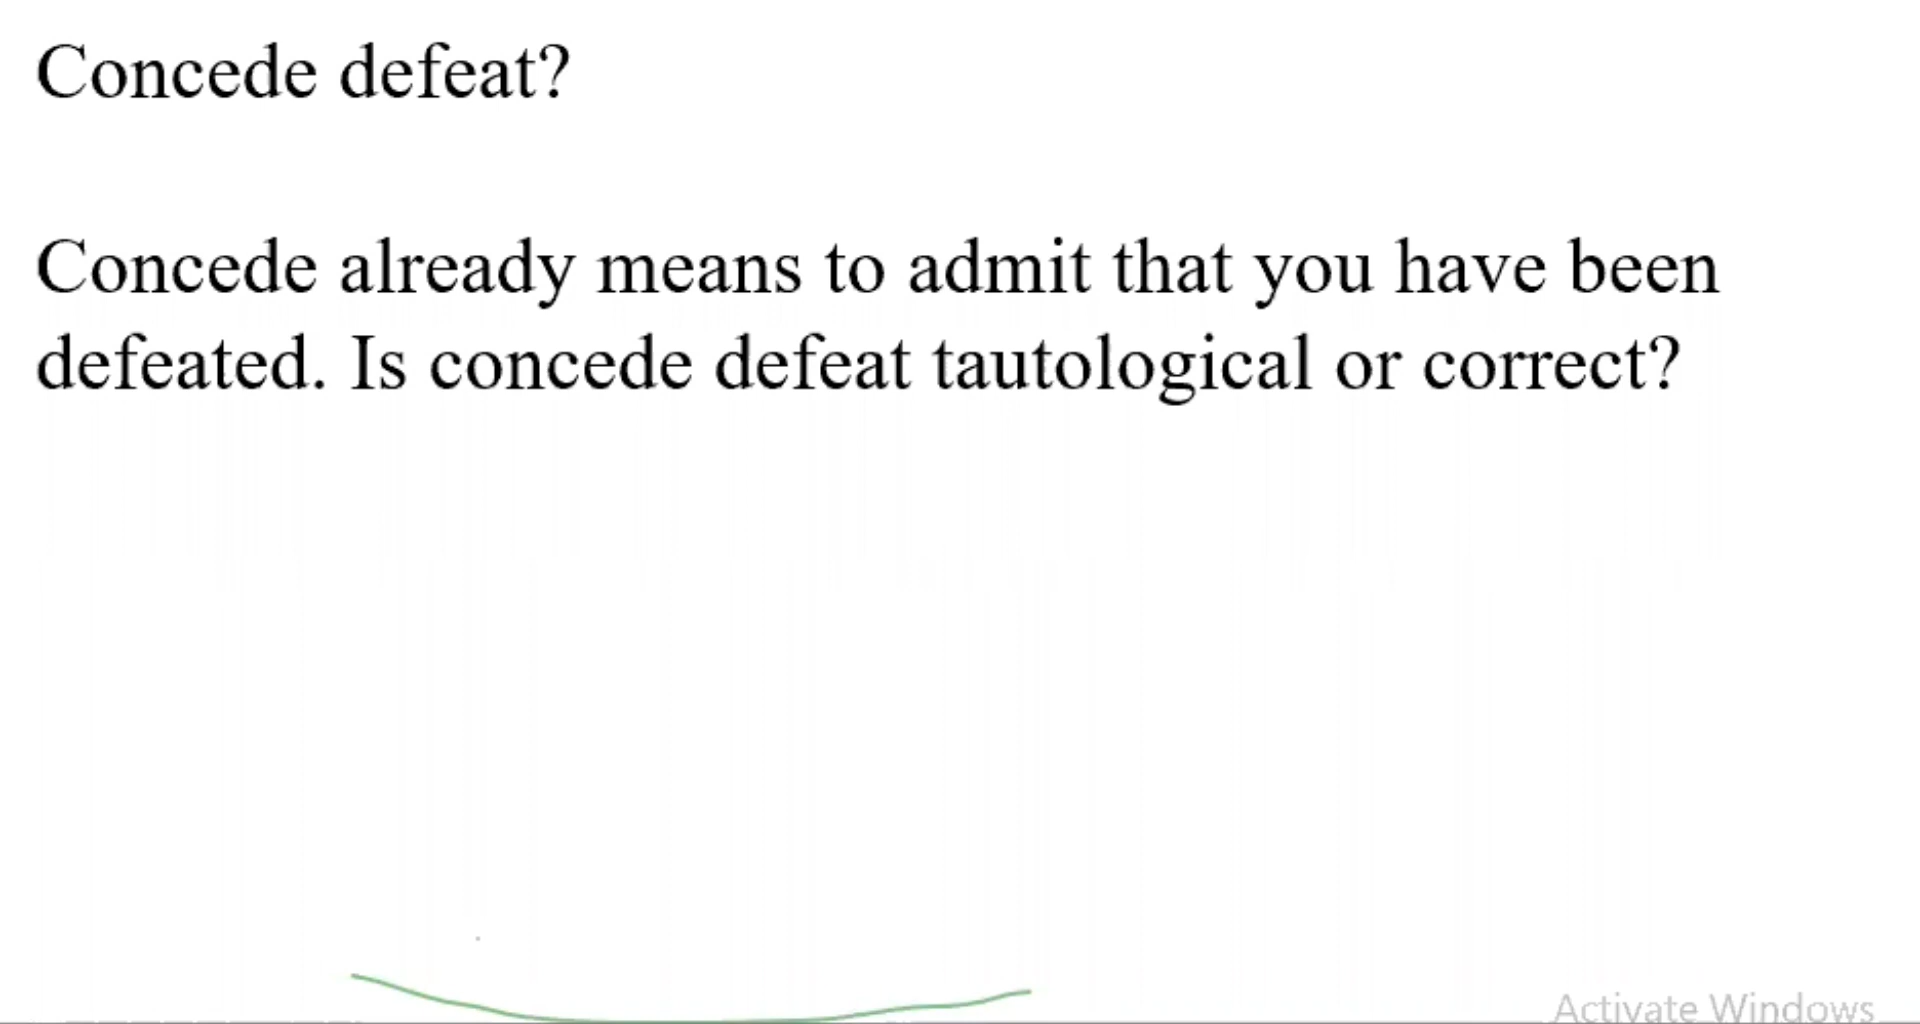 Concede defeat?
Concede already means to admit that you have been
defeated. Is concede defeat tautological or correct?
Activate Windows